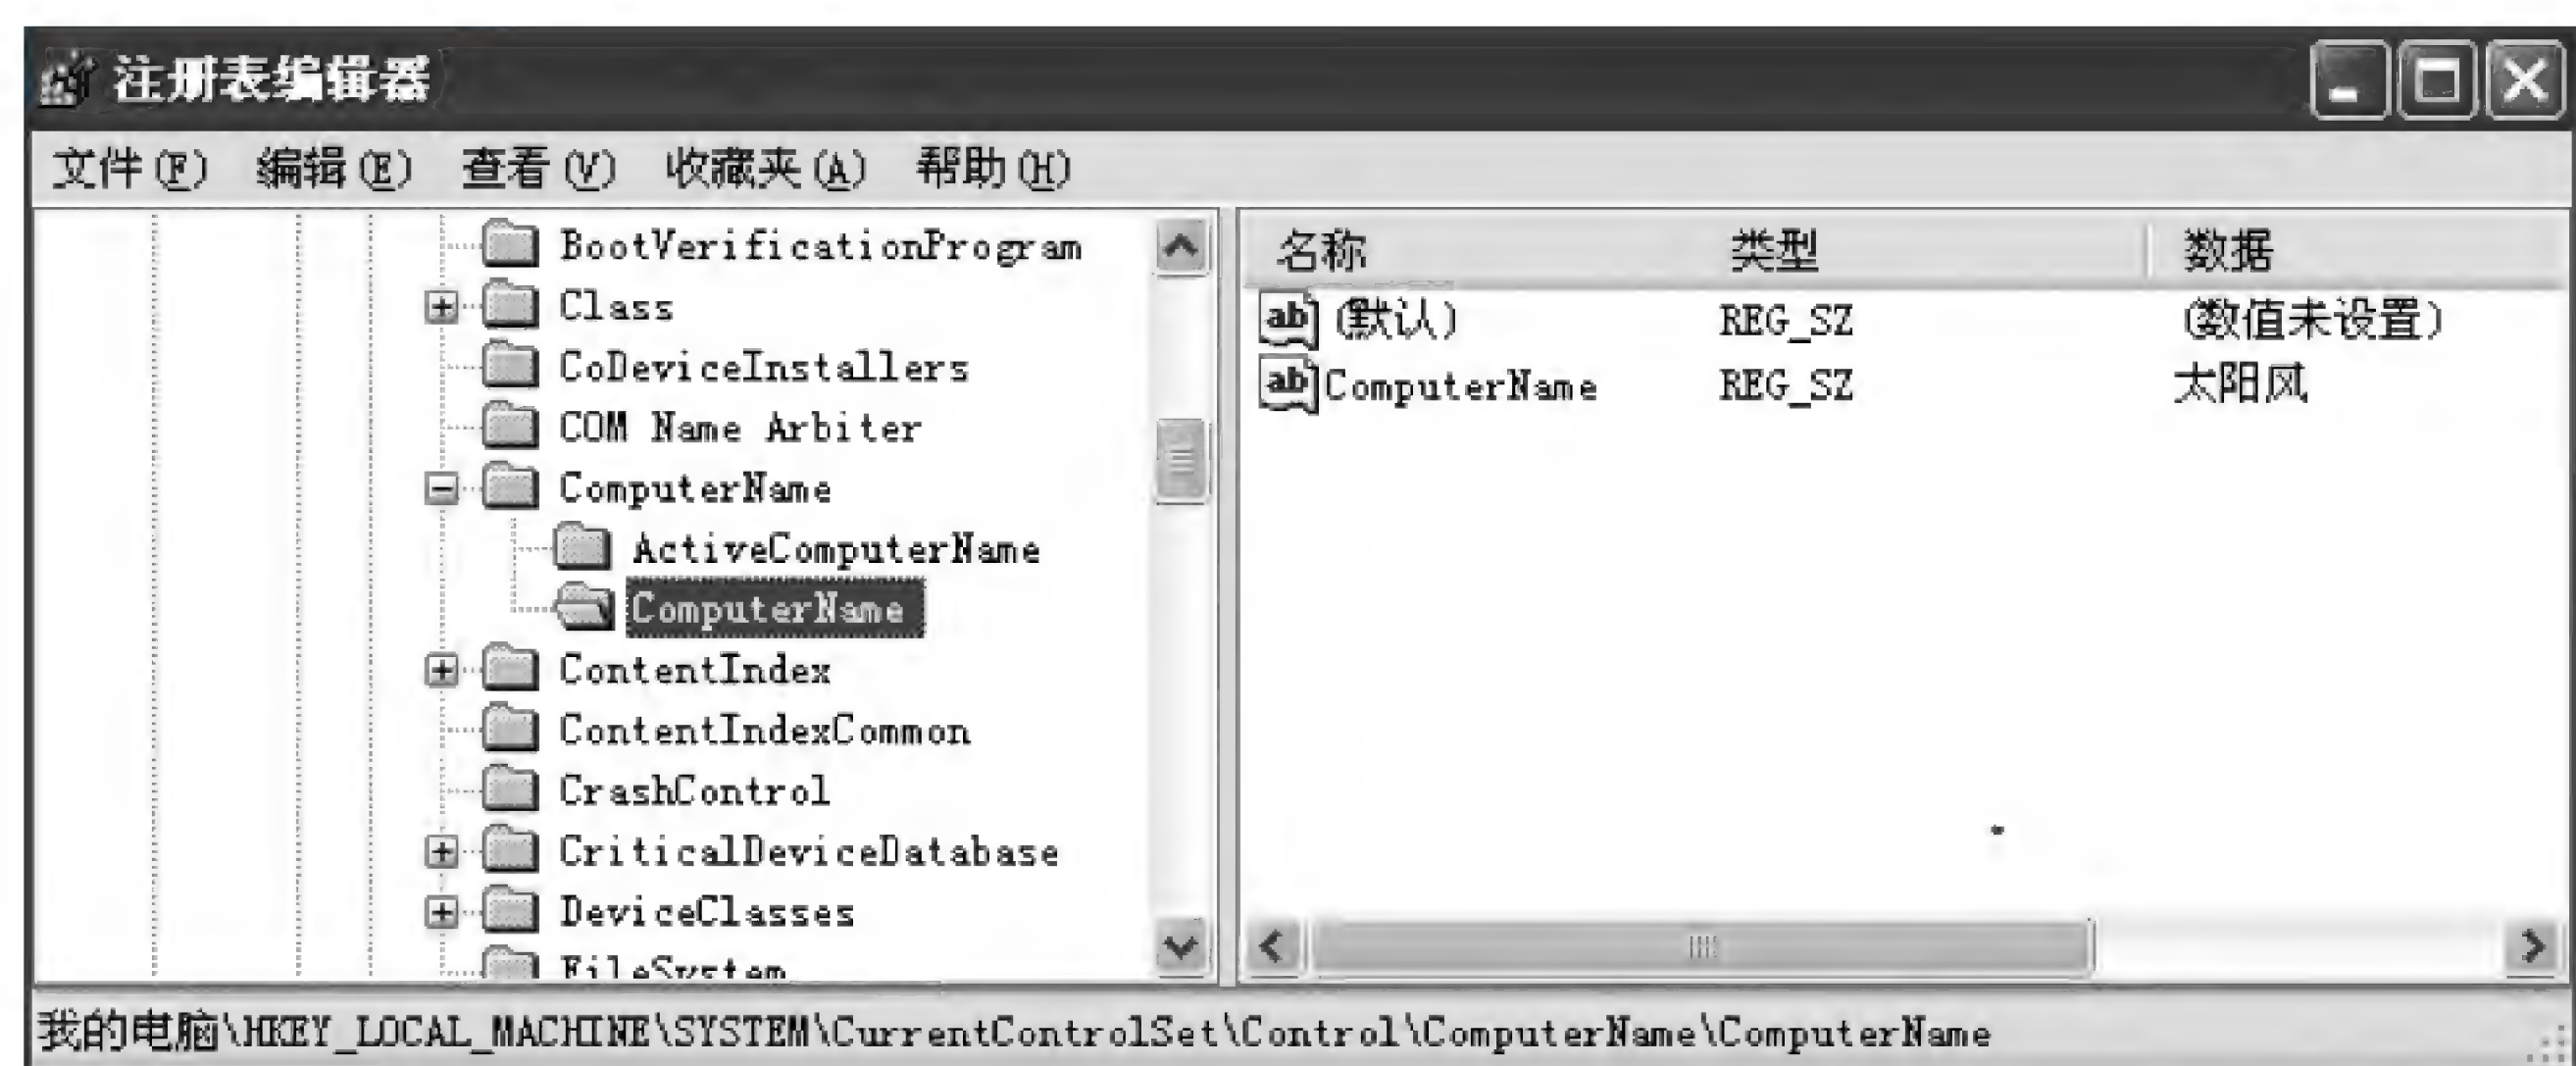 注册表编辑器
文件(F) 编辑(E) 查看(V) 收藏夹(A) 帮助(H)
BootVerificationProgram
Class
CoDeviceInstallers
COM Name Arbiter
ComputerName
ActiveComputerName
ComputerName
ContentIndex
ContentIndexCommon
CrashControl
CriticalDeviceDatabase
DeviceClasses
FileSystem
名称 类型 数据
ab (默认) REG_SZ (数值未设置)
ab ComputerName REG_SZ 太阳风
我的电脑\HKEY_LOCAL_MACHINE\SYSTEM\CurrentControlSet\Control\ComputerName\ComputerName